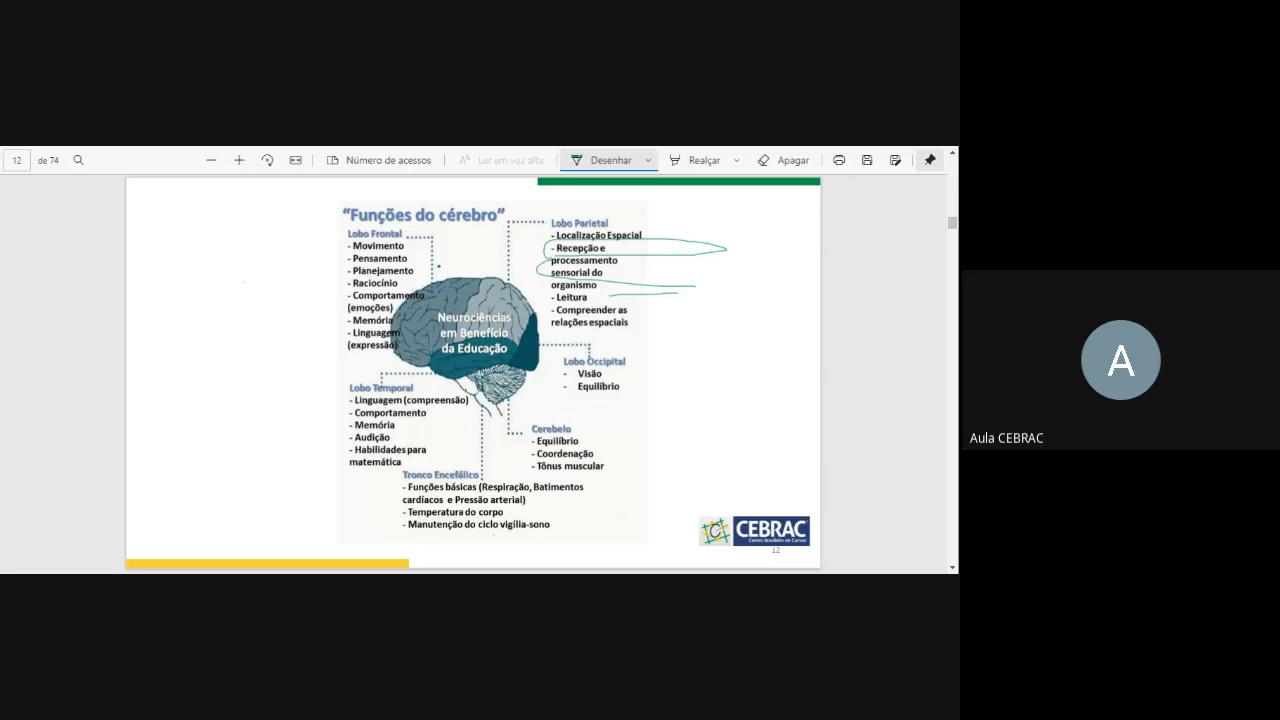 12 de 74 Número de acessos Ler em voz alta Desenhar Realçar Apagar
"Funções do cérebro"
Lobo Frontal
- Movimento
- Pensamento
- Planejamento
- Raciocínio
- Comportamento
(emoções)
- Memória
- Linguagem
(expressão)
Lobo Parietal
- Localização Espacial
- Recepção e
processamento
sensorial do
organismo
- Leitura
- Compreender as
relações espaciais
Neurociências
em Benefício
da Educação
Lobo Occipital
- Visão
- Equilíbrio
Lobo Temporal
- Linguagem (compreensão)
- Comportamento
- Memória
- Audição
- Habilidades para
matemática
Cerebelo
- Equilíbrio
- Coordenação
- Tônus muscular
Tronco Encefálico
- Funções básicas (Respiração, Batimentos
cardíacos e Pressão arterial)
- Temperatura do corpo
- Manutenção do ciclo vigília-sono
C CEBRAC
Centro Brasileiro de Cursos
12
A
Aula CEBRAC